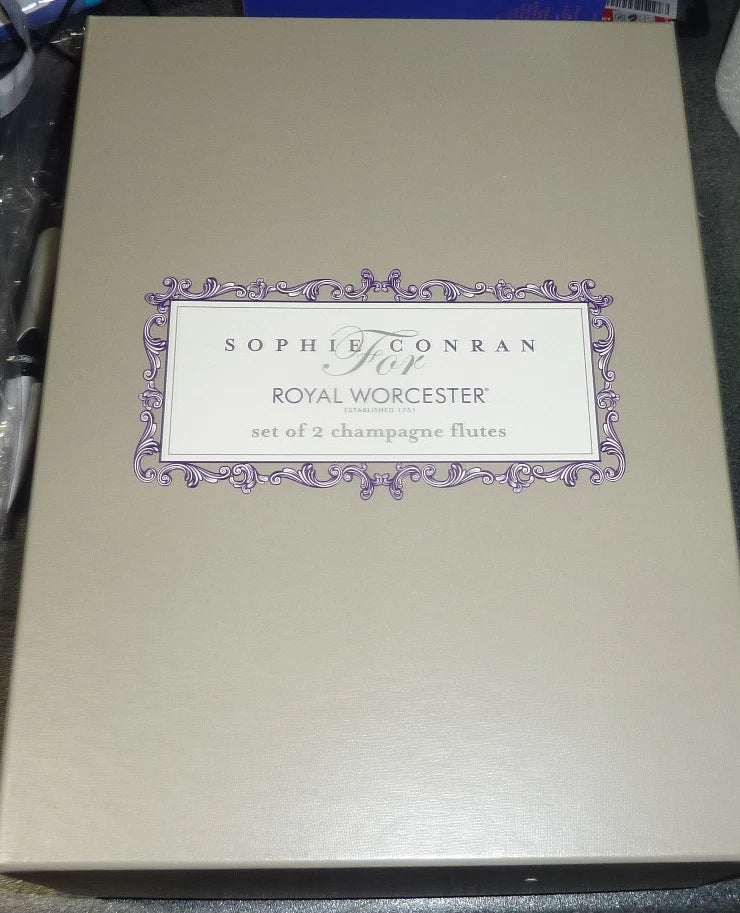 SOPHIE CONRAN
For
ROYAL WORCESTER®
ESTABLISHED 1751
set of 2 champagne flutes